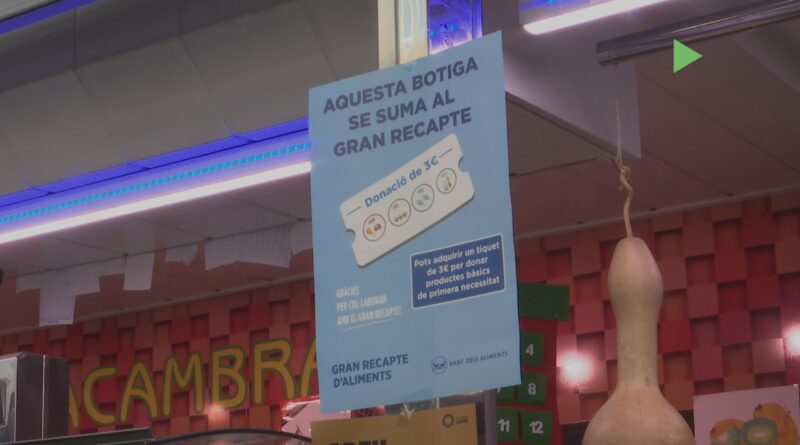 AQUESTA BOTIGA
SE SUMA AL
GRAN RECAPTE
Donació de 3€
Pots adquirir un tiquet
de 3€ per donar
productes bàsics
de primera necessitat
GRÀCIES
PER COL·LABORAR
AMB EL GRAN RECAPTE!
GRAN RECAPTE
D'ALIMENTS
BANC DELS ALIMENTS
ACAMBRA
4
8
11
12